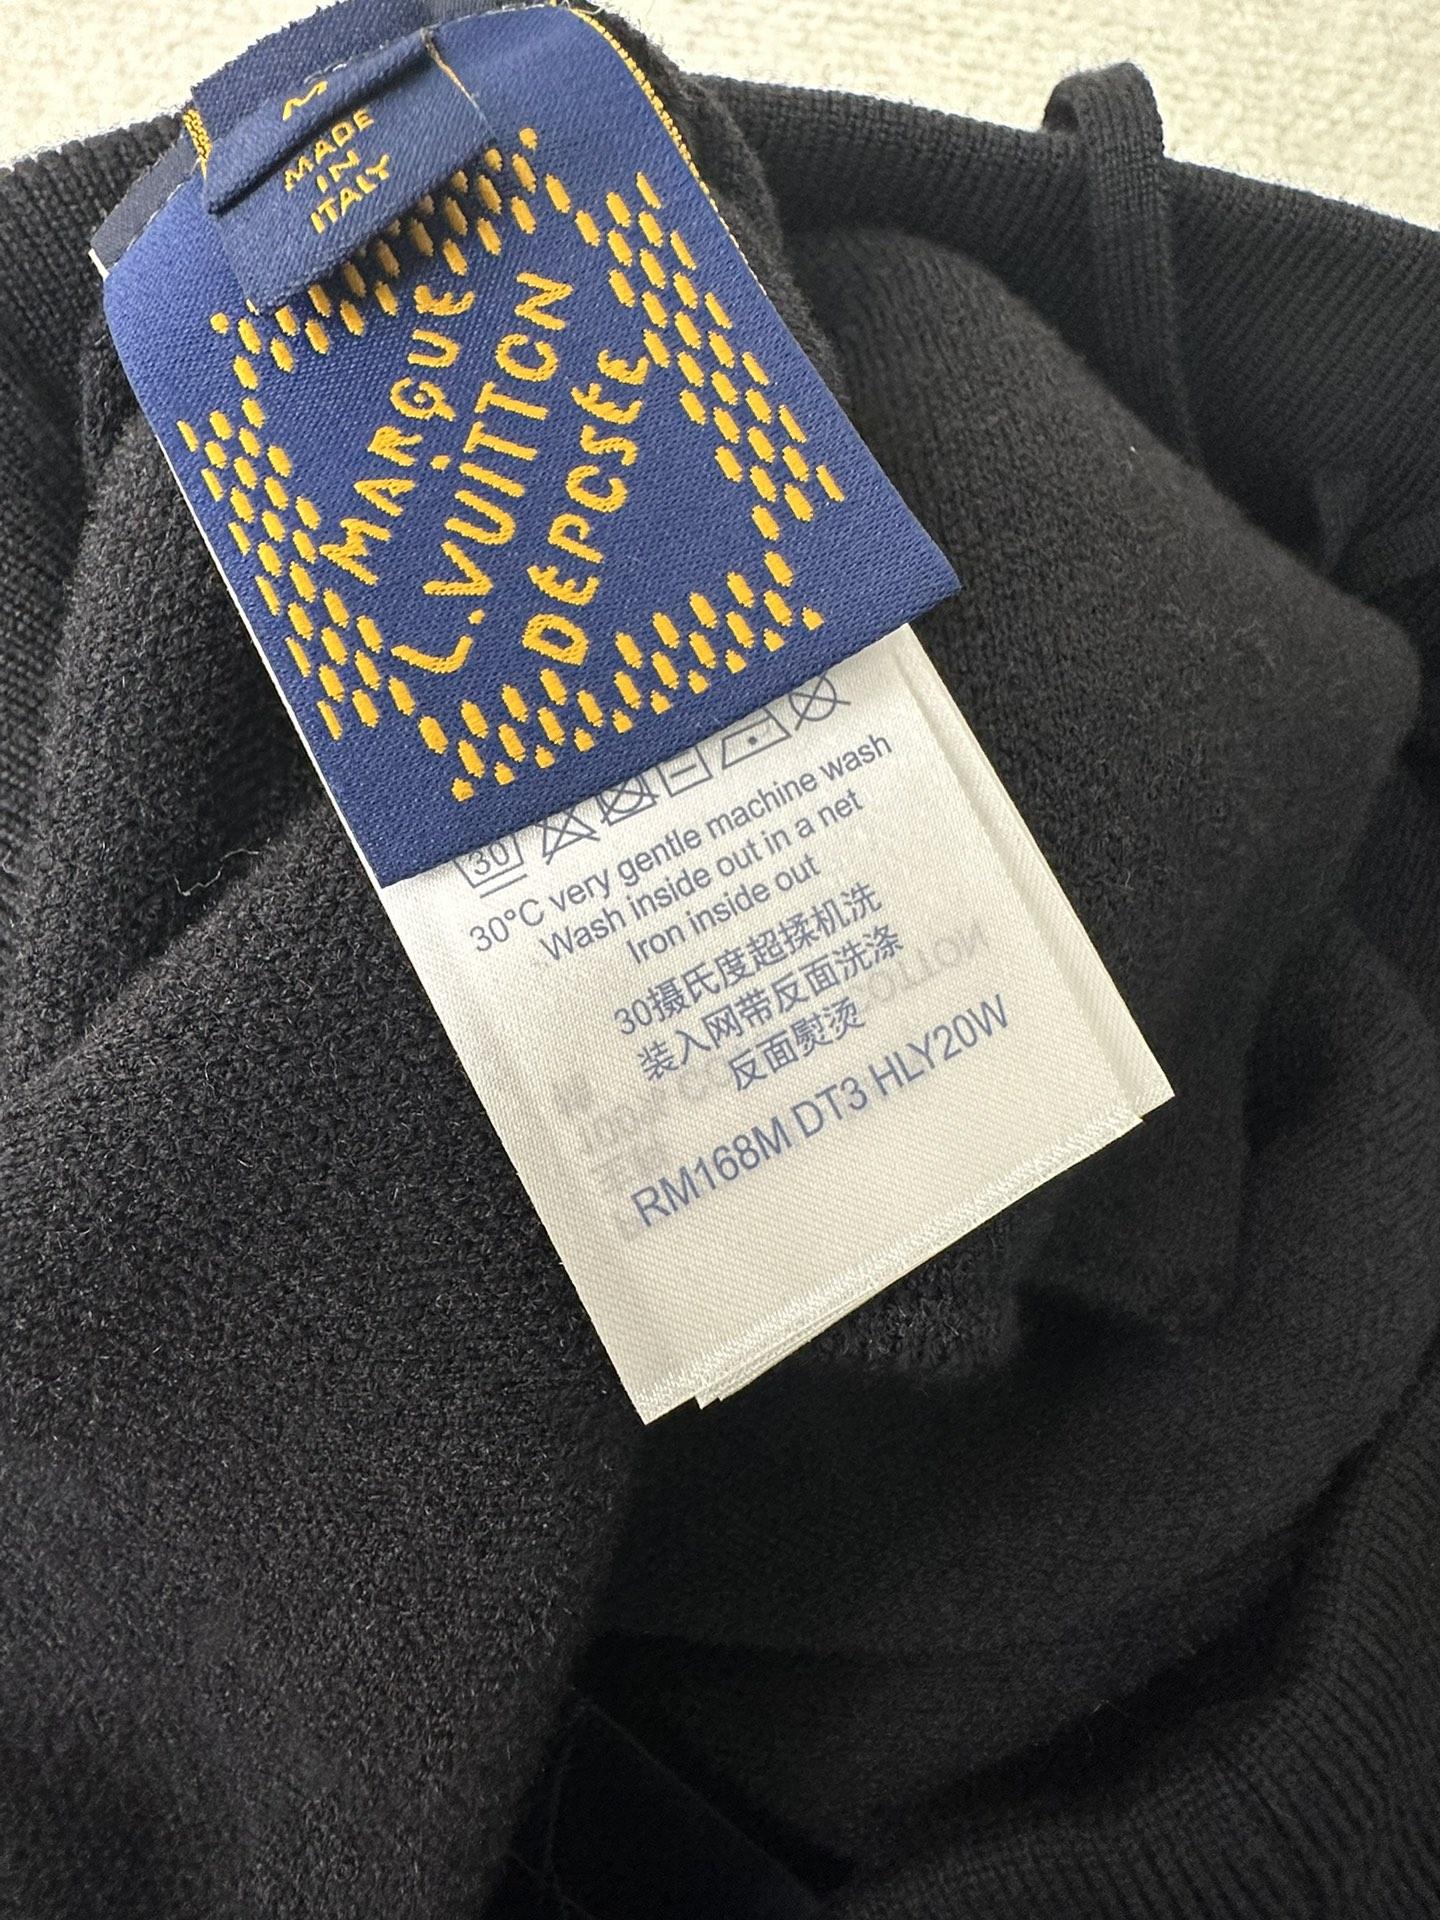 M
MADE
IN
ITALY
MARQUE
L.VUITTON
DÉPOSÉE
30
30°C very gentle machine wash
Wash inside out in a net
Iron inside out
30摄氏度超揉机洗
装入网带反面洗涤
反面熨烫
RM168M DT3 HLY20W